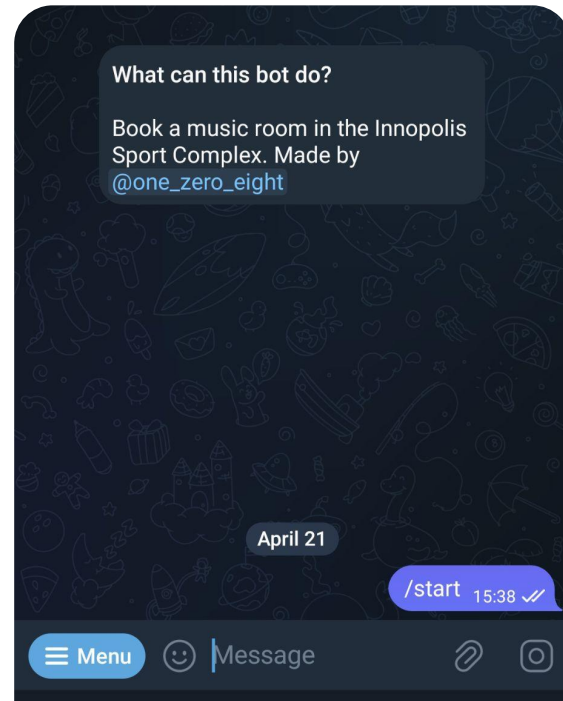 What can this bot do?
Book a music room in the Innopolis
Sport Complex. Made by
@one_zero_eight
April 21
/start 15:38
Menu
Message